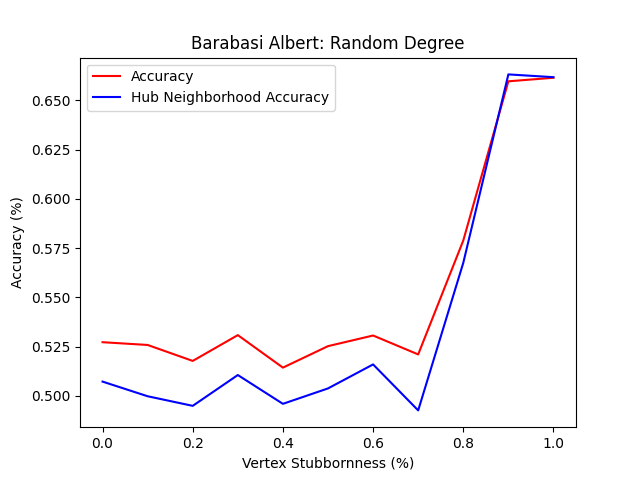 Barabasi Albert: Random Degree
Accuracy
Hub Neighborhood Accuracy
Accuracy (%)
0.650
0.625
0.600
0.575
0.550
0.525
0.500
0.0 0.2 0.4 0.6 0.8 1.0
Vertex Stubbornness (%)